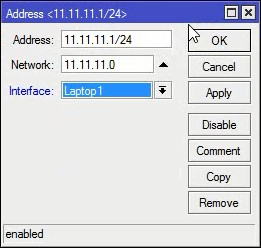 Address <11.11.11.1/24>
Address: 11.11.11.1/24
OK
Network: 11.11.11.0
Cancel
Interface: Laptop1
Apply
Disable
Comment
Copy
Remove
enabled